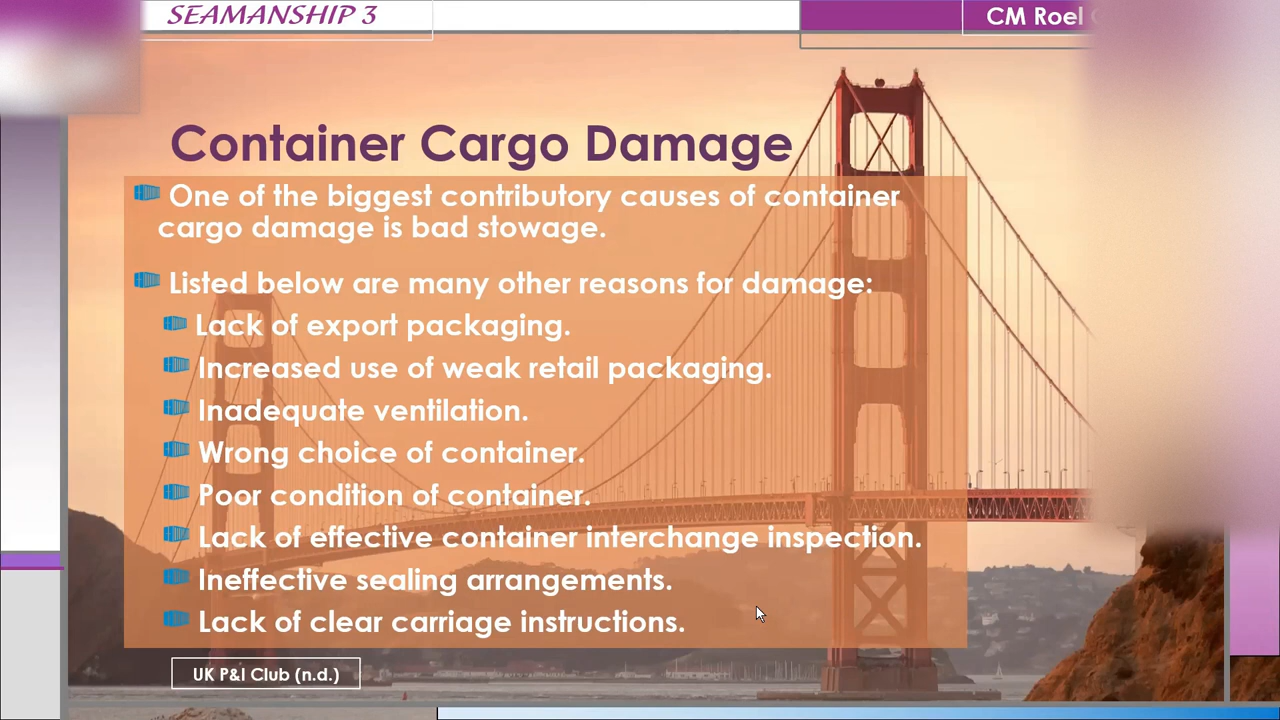 SEAMANSHIP 3
CM Roel
Container Cargo Damage
One of the biggest contributory causes of container
cargo damage is bad stowage.
Listed below are many other reasons for damage:
Lack of export packaging.
Increased use of weak retail packaging.
Inadequate ventilation.
Wrong choice of container.
Poor condition of container.
Lack of effective container interchange inspection.
Ineffective sealing arrangements.
Lack of clear carriage instructions.
UK P&I Club (n.d.)